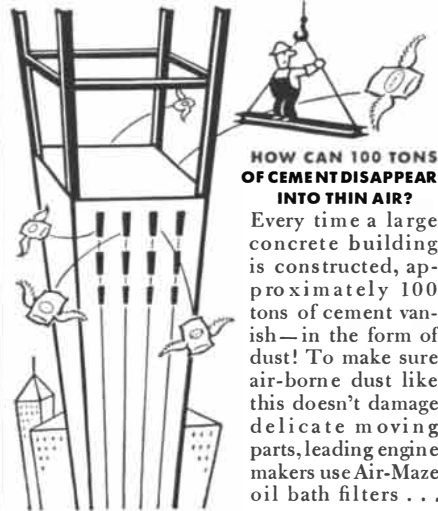 HOW CAN 100 TONS
OF CEMENT DISAPPEAR
INTO THIN AIR?
Every time a large
concrete building
is constructed, ap-
proximately 100
tons of cement van-
ish—in the form of
dust! To make sure
air-borne dust like
this doesn't damage
delicate moving
parts, leading engine
makers use Air-Maze
oil bath filters . . .